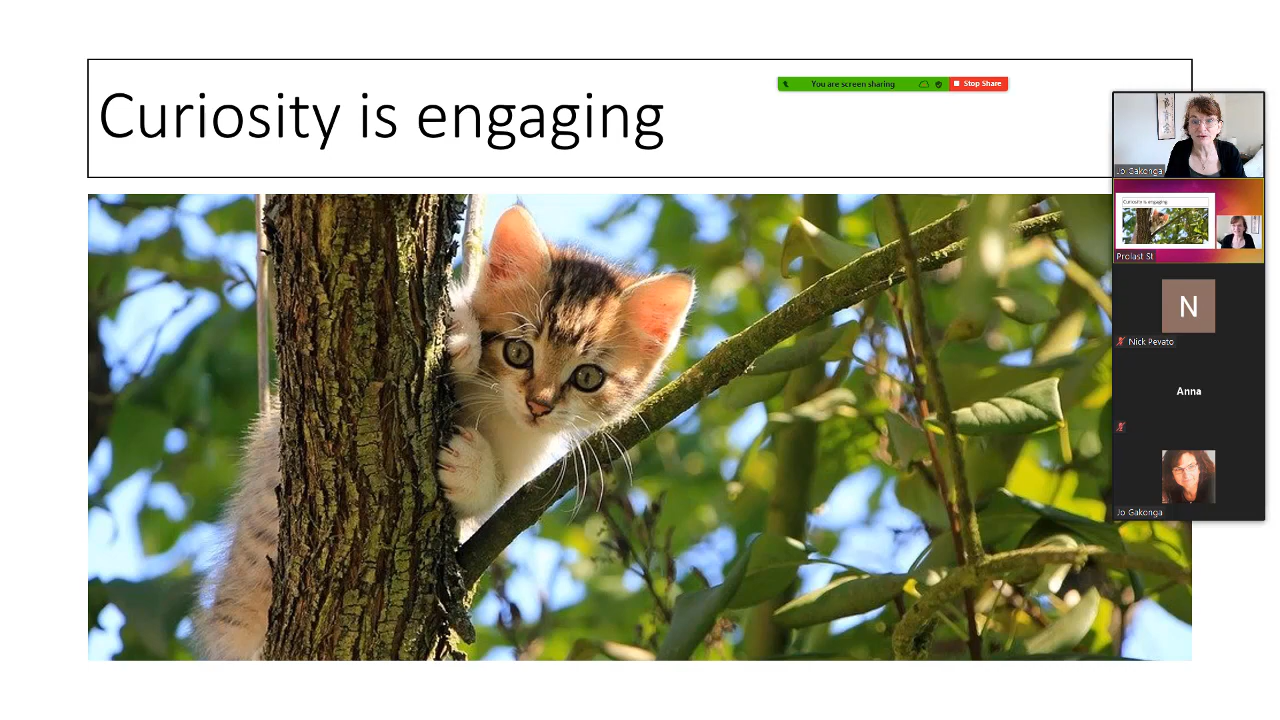 Curiosity is engaging
You are screen sharing
Stop Share
Jo Gakonga
Curiosity is engaging
Prolast St
N
Nick Pevato
Anna
Jo Gakonga